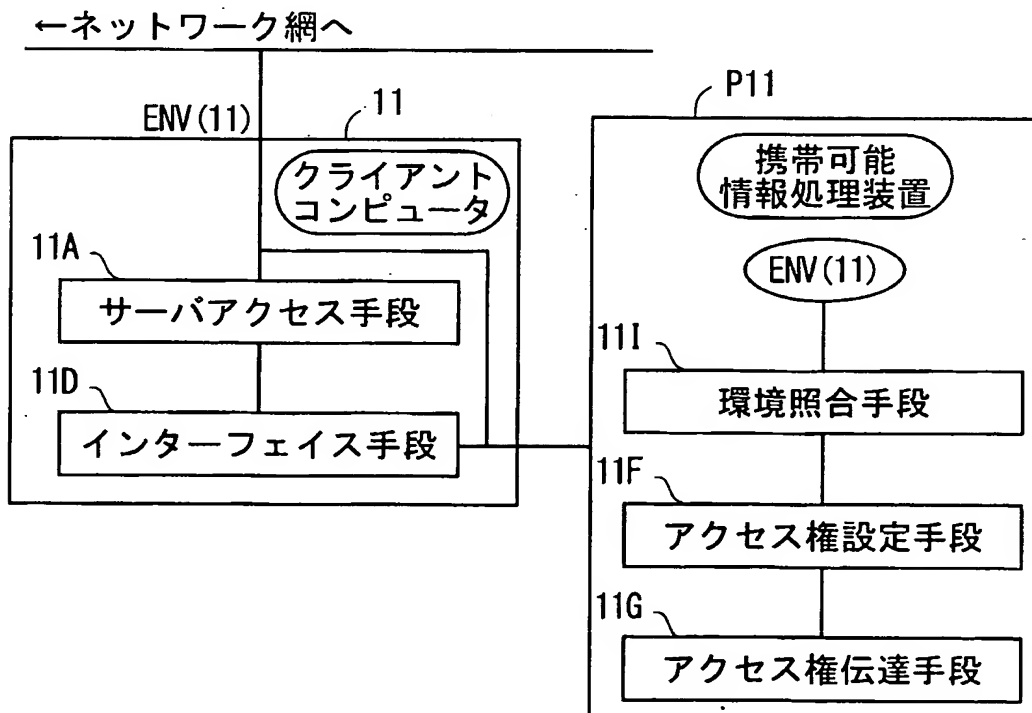 ←ネットワーク網へ
ENV(11)
11
クライアント
コンピュータ
11A
サーバアクセス手段
11D
インターフェイス手段
P11
携帯可能
情報処理装置
ENV(11)
11I
環境照合手段
11F
アクセス権設定手段
11G
アクセス権伝達手段